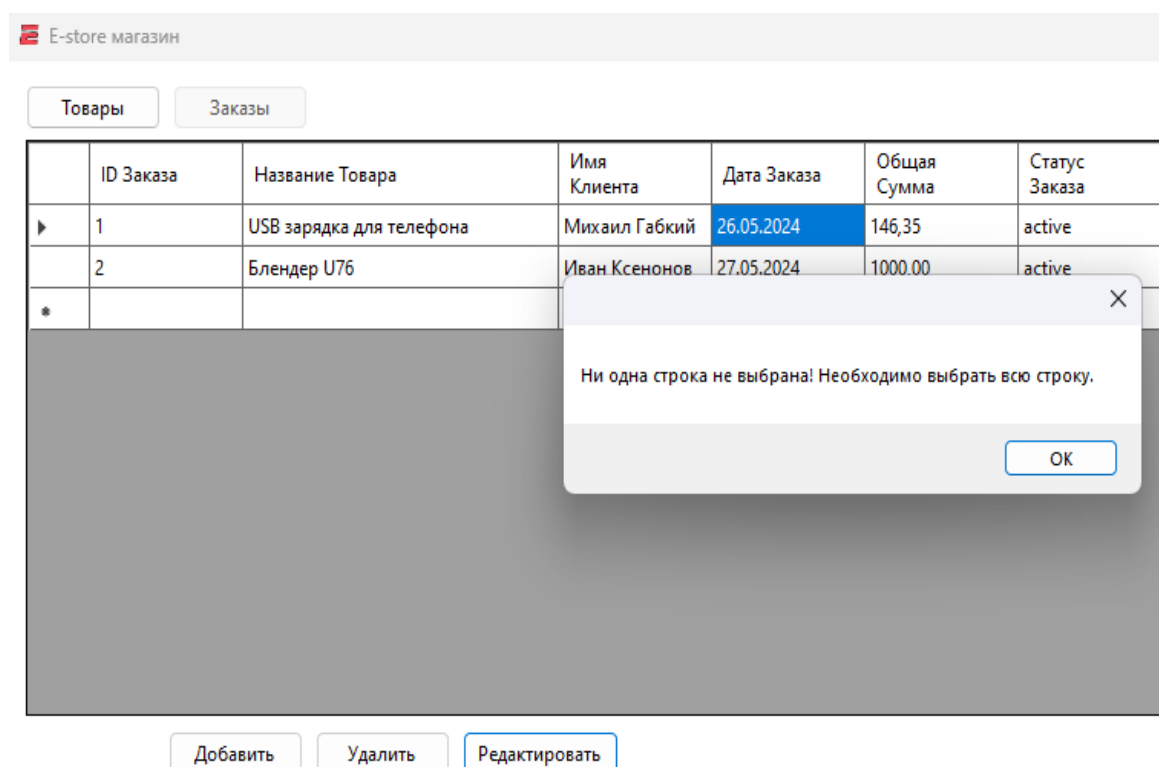 E-store магазин
Товары Заказы
ID Заказа Название Товара Имя Клиента Дата Заказа Общая Сумма Статус Заказа
1 USB зарядка для телефона Михаил Габкий 26.05.2024 146,35 active
2 Блендер U76 Иван Ксенонов 27.05.2024 1000,00 active
Ни одна строка не выбрана! Необходимо выбрать всю строку.
OK
Добавить Удалить Редактировать